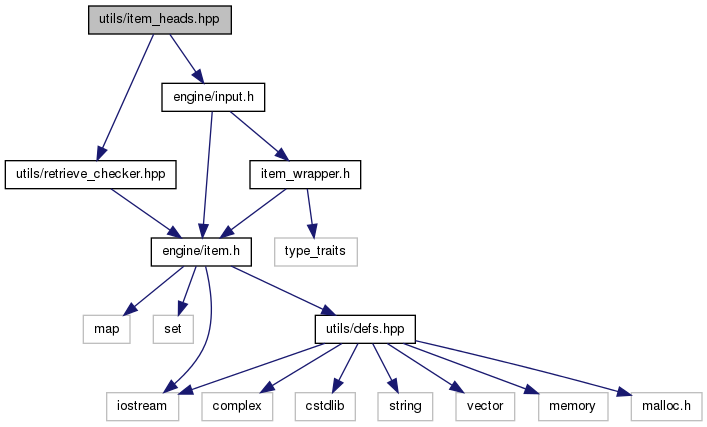 utils/item_heads.hpp
engine/input.h
utils/retrieve_checker.hpp
item_wrapper.h
engine/item.h
type_traits
map
set
utils/defs.hpp
iostream
complex
cstdlib
string
vector
memory
malloc.h